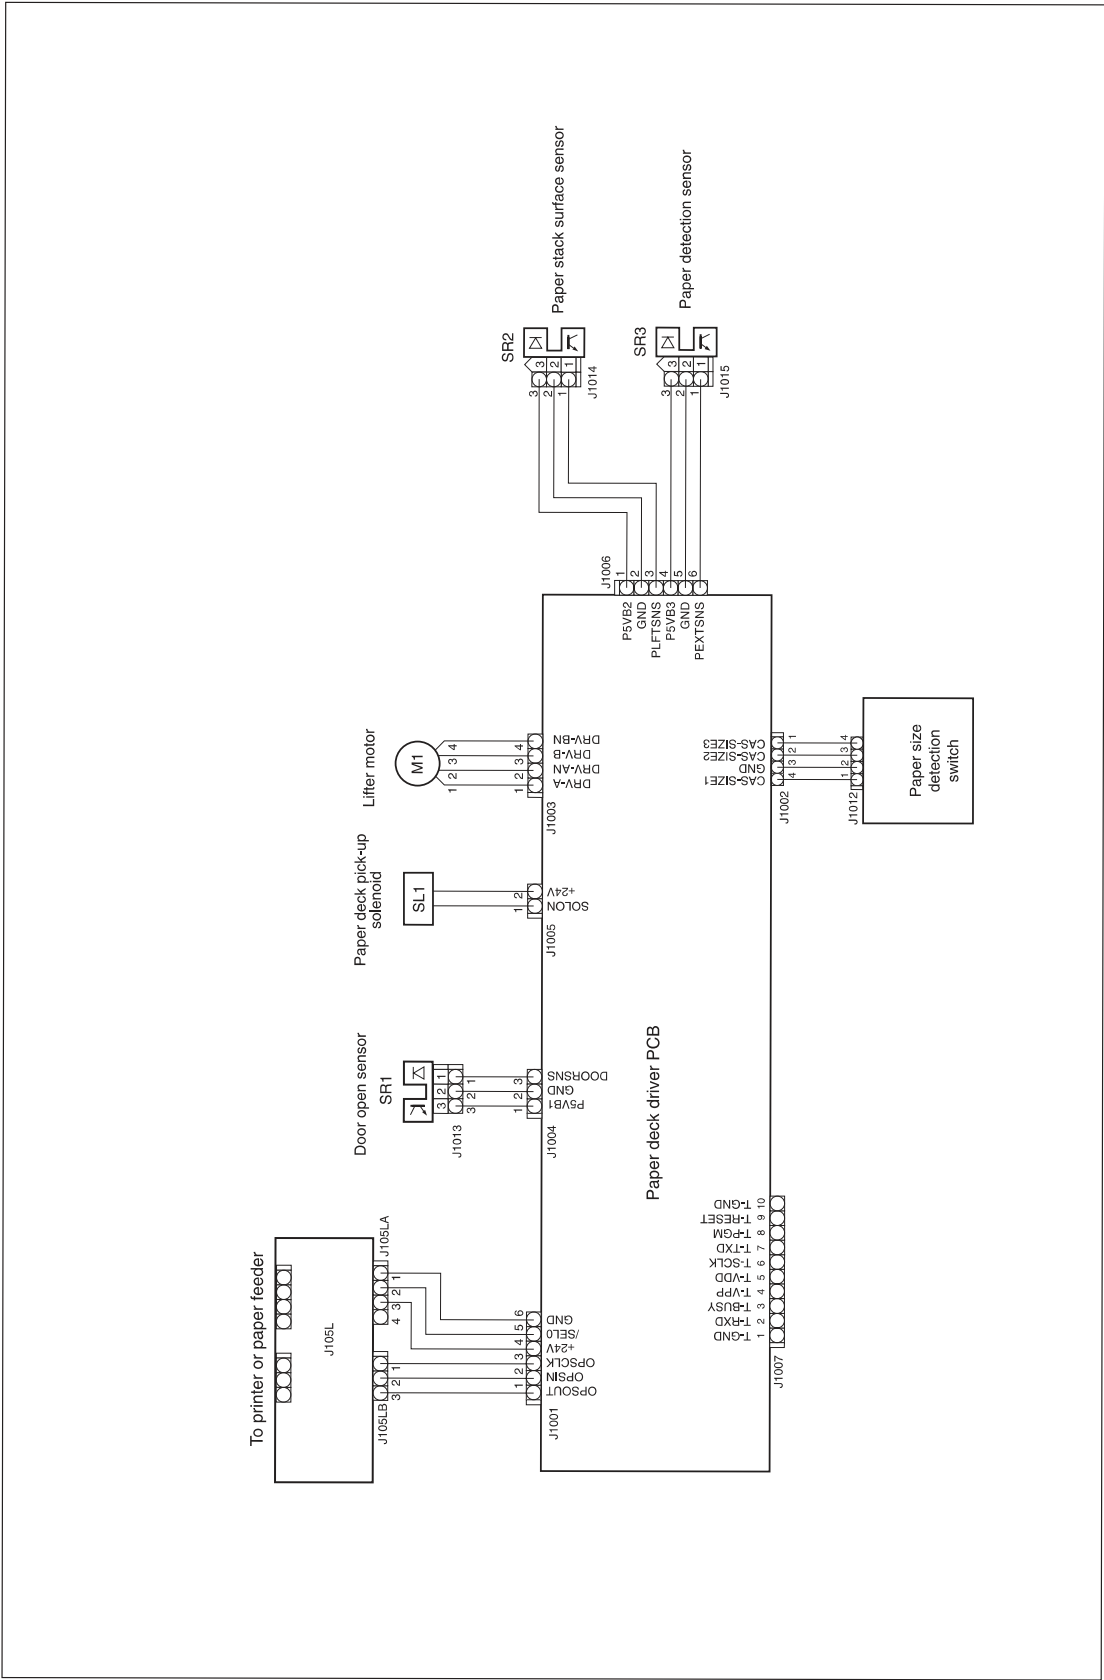 To printer or paper feeder
J105L
J105LB
3 2 1
J105LA
4 3 2 1
J1001
1 2 3 4 5 6
OPSOUT
OPSIN
OPSCLK
+24V
/SEL0
GND
Door open sensor
SR1
3 2 1
J1013
3 2 1
J1004
1 2 3
P5VB1
GND
DOORSNS
Paper deck pick-up
solenoid
SL1
J1005
1 2
SOLON
+24V
Lifter motor
M1
1 2 3 4
J1003
1 2 3 4
DRV-A
DRV-AN
DRV-B
DRV-BN
Paper deck driver PCB
J1006
1
P5VB2
2
GND
3
PLFTSNS
4
P5VB3
5
GND
6
PEXTSNS
SR2
Paper stack surface sensor
3 3
2 2
1 1
J1014
SR3
Paper detection sensor
3 3
2 2
1 1
J1015
J1007
T-GND
T-RXD
T-BUSY
T-VPP
T-VDD
T-SCLK
T-TXD
T-PGM
T-RESET
T-GND
1 2 3 4 5 6 7 8 9 10
J1002
CAS-SIZE1
GND
CAS-SIZE2
CAS-SIZE3
4 3 2 1
J1012
1 2 3 4
Paper size
detection
switch